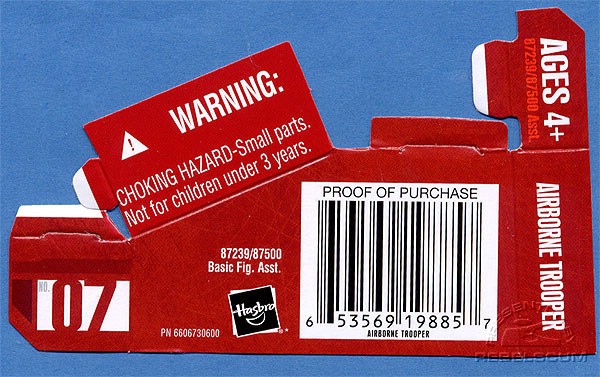 WARNING:
CHOKING HAZARD-Small parts.
Not for children under 3 years.
AGES 4+
87239/87500 Asst.
AIRBORNE TROOPER
PROOF OF PURCHASE
6 53569 19885 7
AIRBORNE TROOPER
87239/87500
Basic Fig. Asst.
Hasbro
®*
PN 6606730600
NO.
07
REBELSCUM